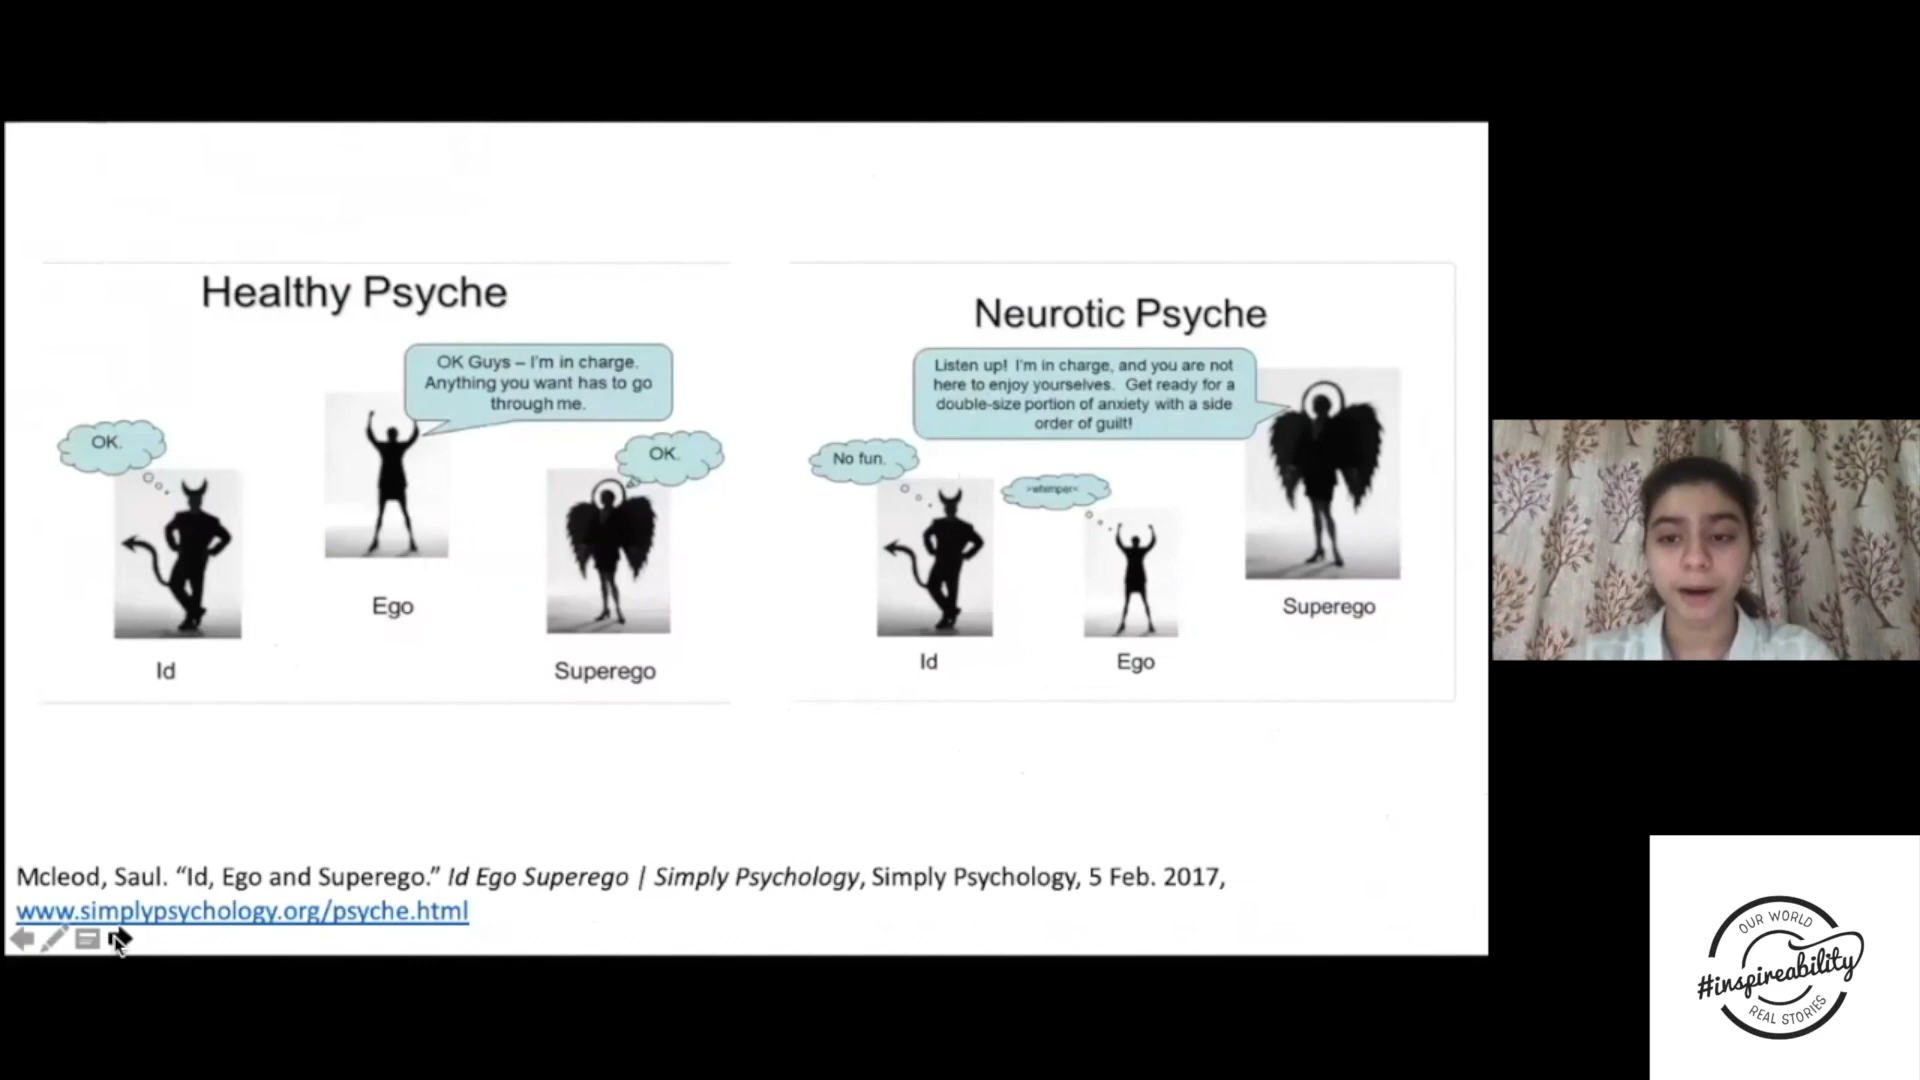 Healthy Psyche
OK Guys – I'm in charge.
Anything you want has to go
through me.
OK.
OK.
Ego
Id
Superego
Neurotic Psyche
Listen up! I'm in charge, and you are not
here to enjoy yourselves. Get ready for a
double-size portion of anxiety with a side
order of guilt!
No fun.
>whimper<
Superego
Id
Ego
Mcleod, Saul. “Id, Ego and Superego.” Id Ego Superego | Simply Psychology, Simply Psychology, 5 Feb. 2017,
www.simplypsychology.org/psyche.html
OUR WORLD
#inspireability
REAL STORIES